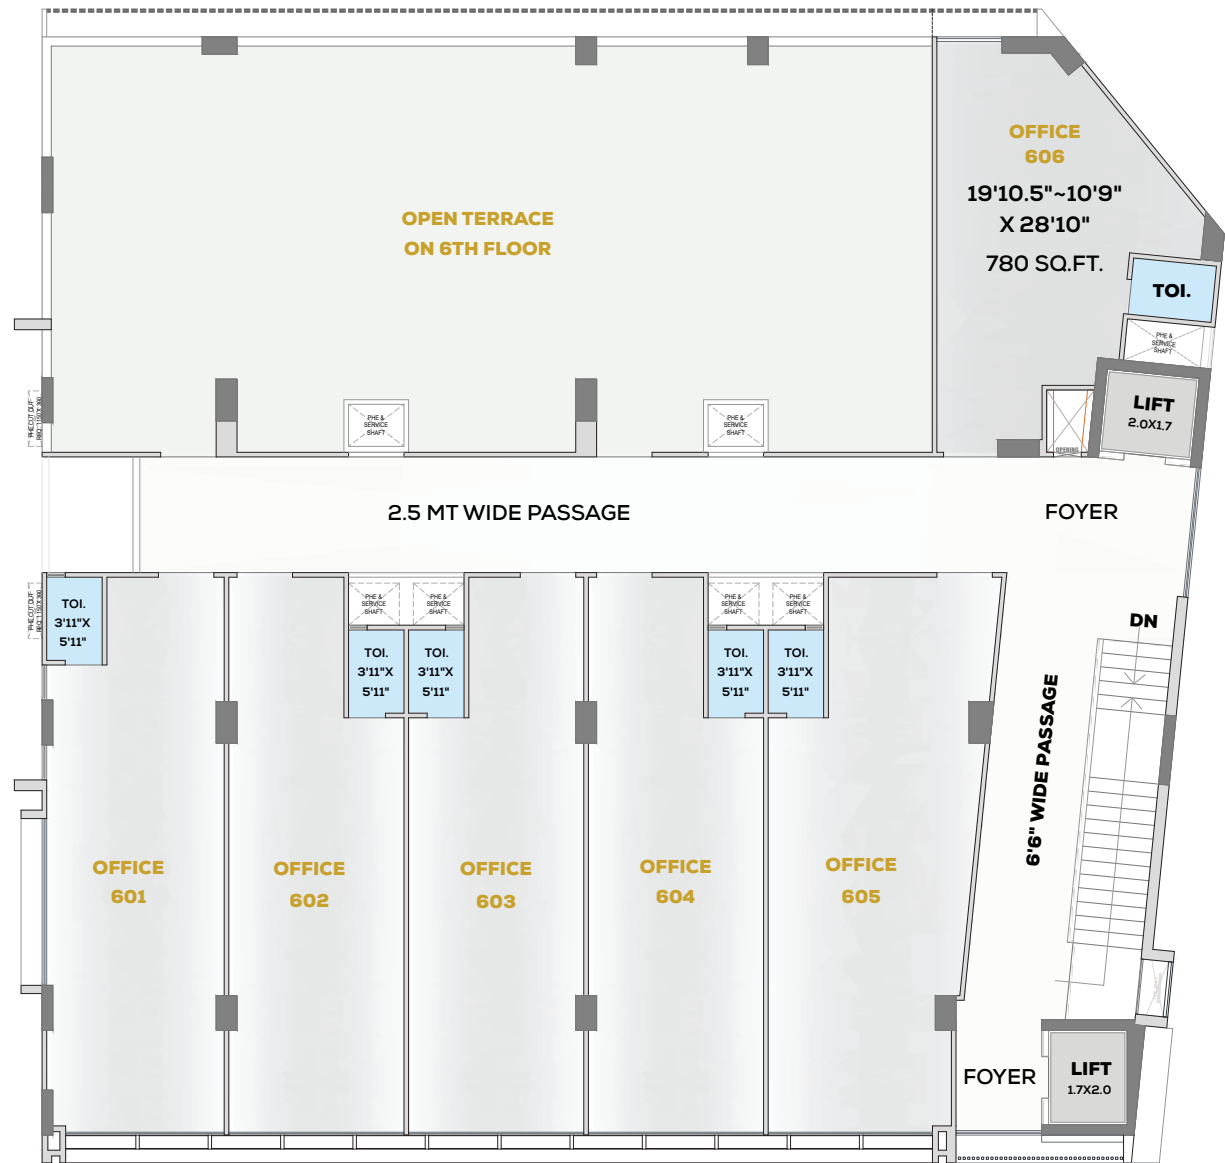 OFFICE
606
19'10.5"~10'9"
X 28'10"
780 SQ.FT.
OPEN TERRACE
ON 6TH FLOOR
TOI.
PHE &
SERVICE
SHAFT
LIFT
2.0X1.7
PHE &
SERVICE
SHAFT
PHE &
SERVICE
SHAFT
OPENING
2.5 MT WIDE PASSAGE
FOYER
TOI.
3'11"X
5'11"
PHE &
SERVICE
SHAFT
PHE &
SERVICE
SHAFT
PHE &
SERVICE
SHAFT
PHE &
SERVICE
SHAFT
TOI.
3'11"X
5'11"
TOI.
3'11"X
5'11"
TOI.
3'11"X
5'11"
TOI.
3'11"X
5'11"
DN
6'6" WIDE PASSAGE
OFFICE
601
OFFICE
602
OFFICE
603
OFFICE
604
OFFICE
605
FOYER
LIFT
1.7X2.0